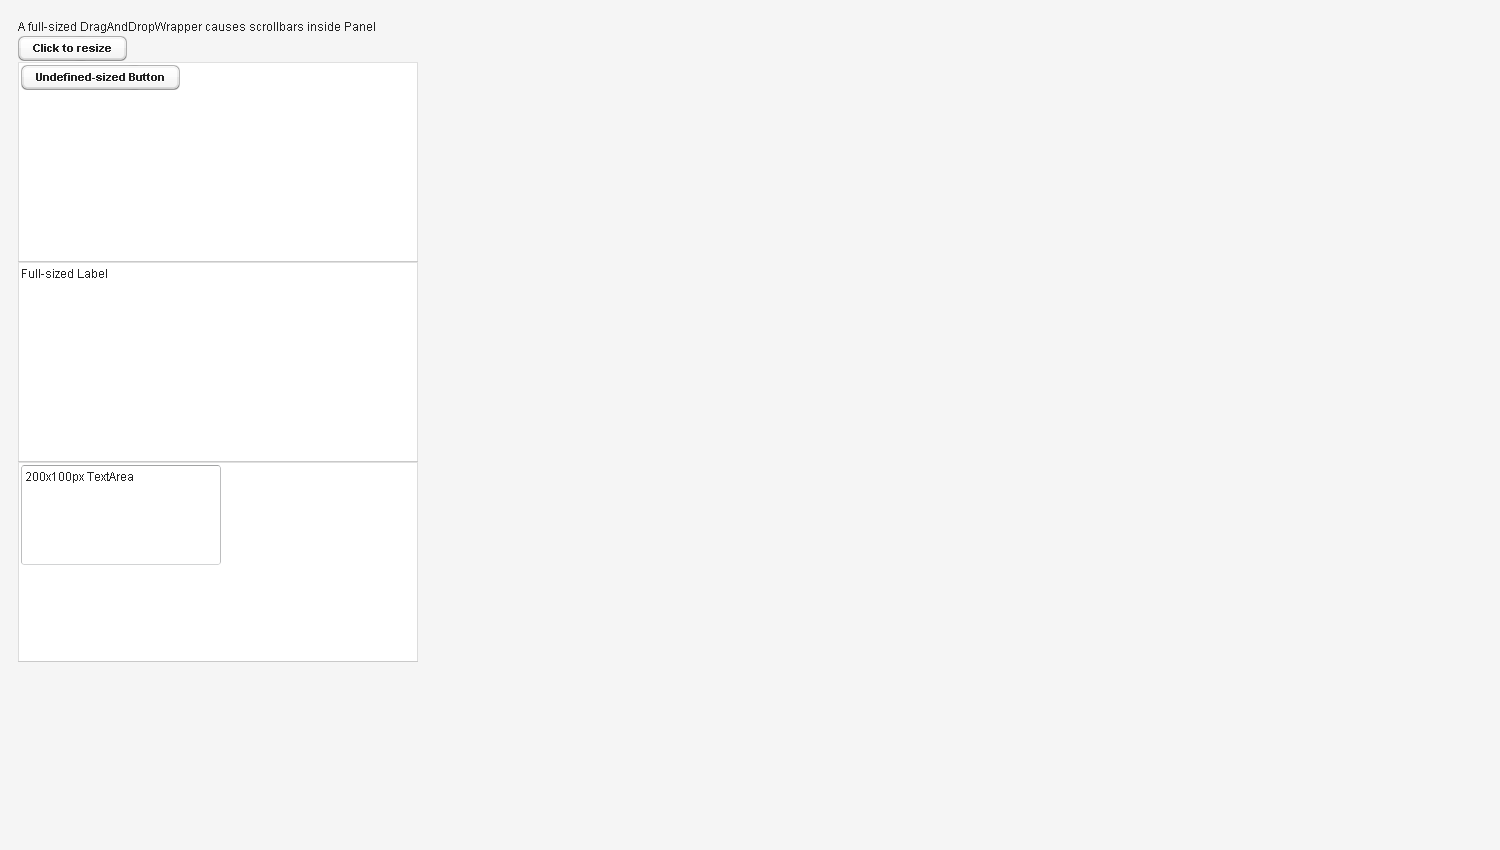 A full-sized DragAndDropWrapper causes scrollbars inside Panel
Click to resize
Undefined-sized Button
Full-sized Label
200x100px TextArea